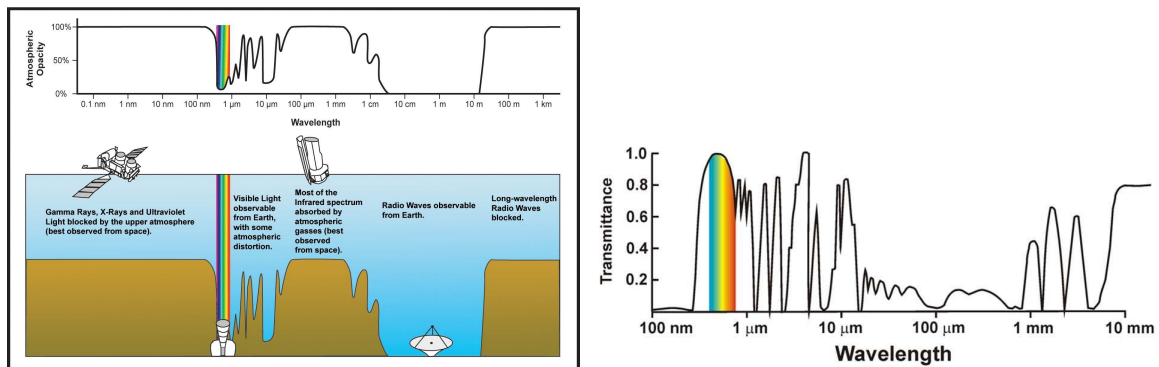 100%
Atmospheric
Opacity
50%
0%
0.1 nm 1 nm 10 nm 100 nm 1 µm 10 µm 100 µm 1 mm 1 cm 10 cm 1 m 10 m 100 m 1 km
Wavelength
Gamma Rays, X-Rays and Ultraviolet
Light blocked by the upper atmosphere
(best observed from space).
Visible Light
observable
from Earth,
with some
atmospheric
distortion.
Most of the
Infrared spectrum
absorbed by
atmospheric
gasses (best
observed
from space).
Radio Waves observable
from Earth.
Long-wavelength
Radio Waves
blocked.
Transmittance
1.0
0.8
0.6
0.4
0.2
100 nm 1 µm 10 µm 100 µm 1 mm 10 mm
Wavelength